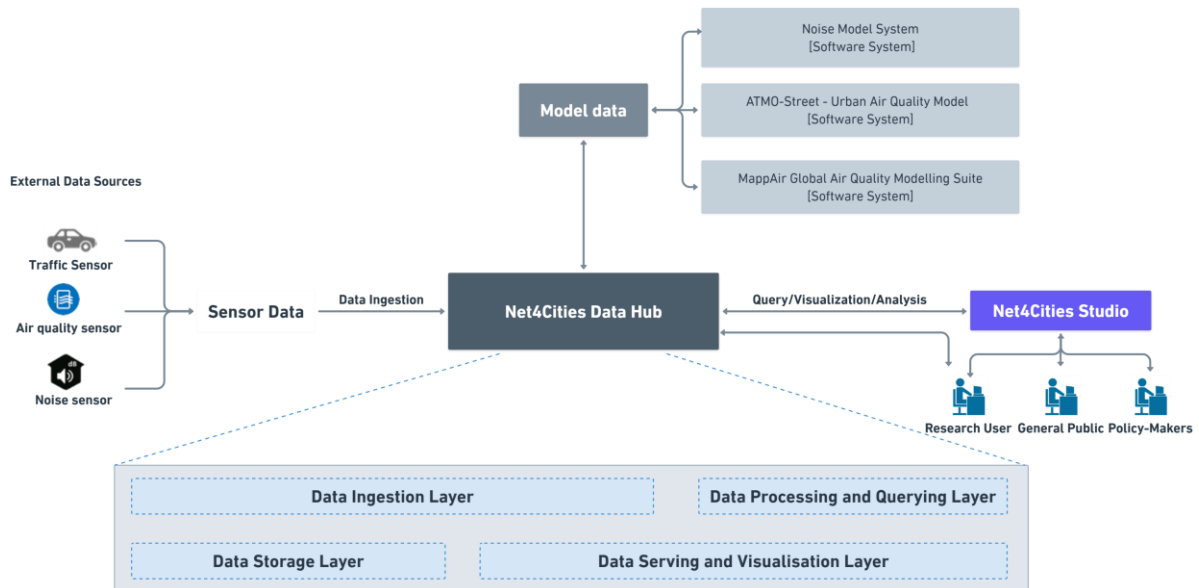 Noise Model System
[Software System]
Model data
ATMO-Street - Urban Air Quality Model
[Software System]
MappAir Global Air Quality Modelling Suite
[Software System]
External Data Sources
Traffic Sensor
Air quality sensor
dB
Noise sensor
Sensor Data
Data Ingestion
Net4Cities Data Hub
Query/Visualization/Analysis
Net4Cities Studio
Research User
General Public
Policy-Makers
Data Ingestion Layer
Data Processing and Querying Layer
Data Storage Layer
Data Serving and Visualisation Layer